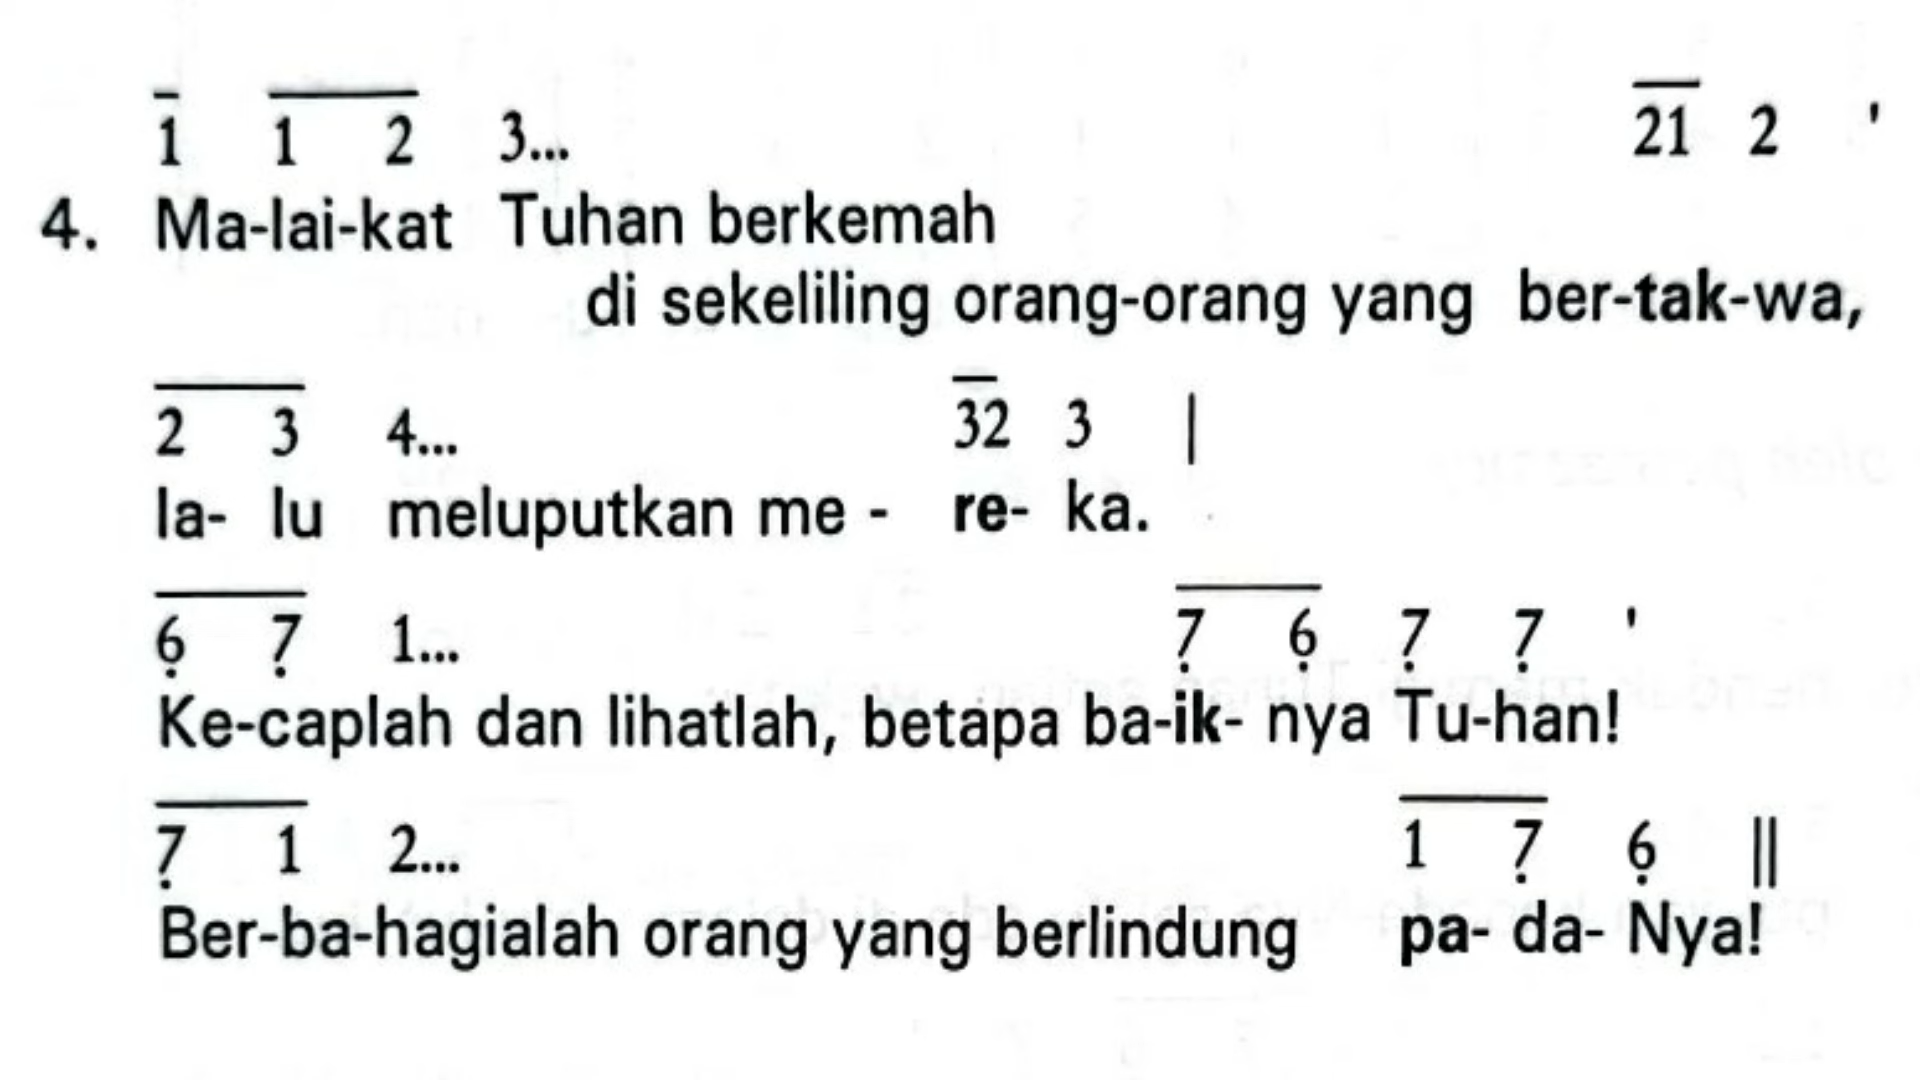 1 1 2 3... 21 2 '
4. Ma-lai-kat Tuhan berkemah
di sekeliling orang-orang yang ber-tak-wa,
2 3 4... 32 3 |
la- lu meluputkan me - re- ka.
6̣ 7̣ 1... 7̣ 6̣ 7̣ 7̣ '
Ke-caplah dan lihatlah, betapa ba-ik- nya Tu-han!
7̣ 1 2... 1 7̣ 6̣ ||
Ber-ba-hagialah orang yang berlindung pa- da- Nya!